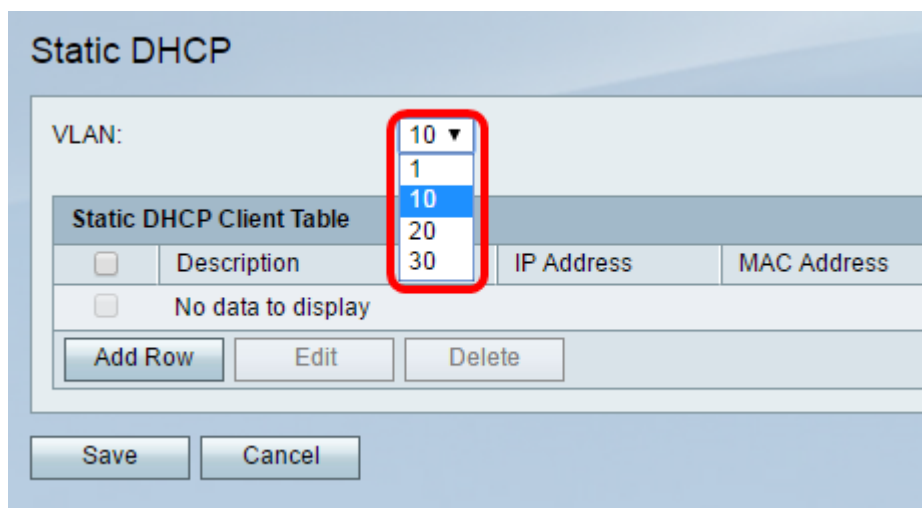 Static DHCP
VLAN:
10
1
10
20
30
Static DHCP Client Table
Description IP Address MAC Address
No data to display
Add Row Edit Delete
Save Cancel